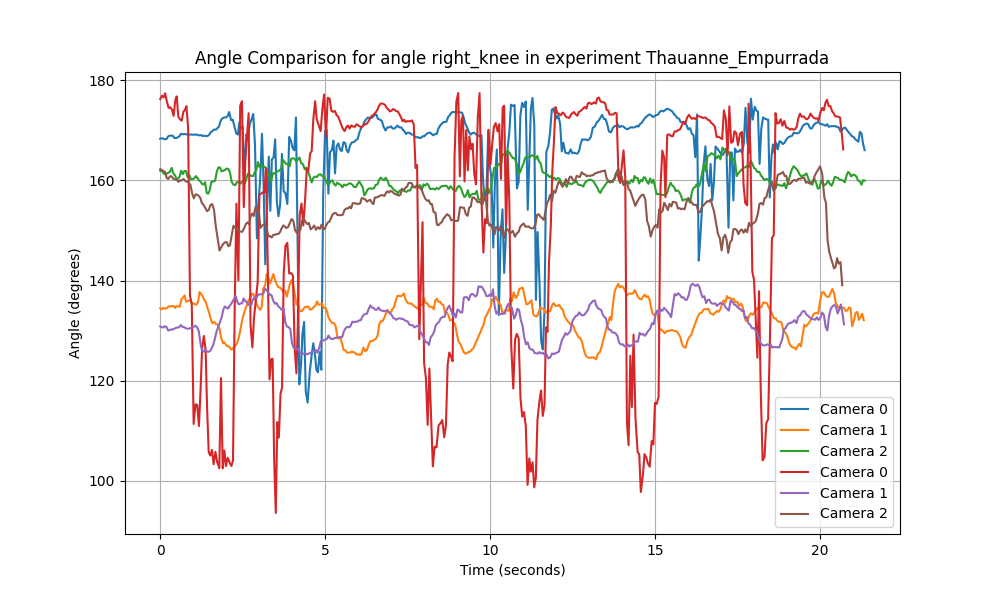 Angle Comparison for angle right_knee in experiment Thauanne_Empurrada
Angle (degrees)
180
160
140
120
100
0 5 10 15 20
Time (seconds)
Camera 0
Camera 1
Camera 2
Camera 0
Camera 1
Camera 2